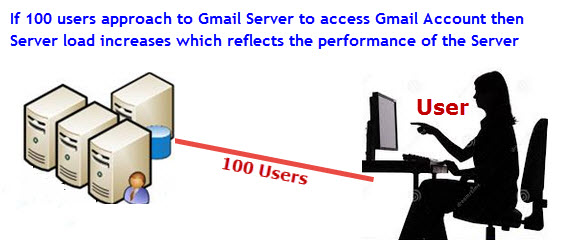 If 100 users approach to Gmail Server to access Gmail Account then
Server load increases which reflects the performance of the Server
User
100 Users